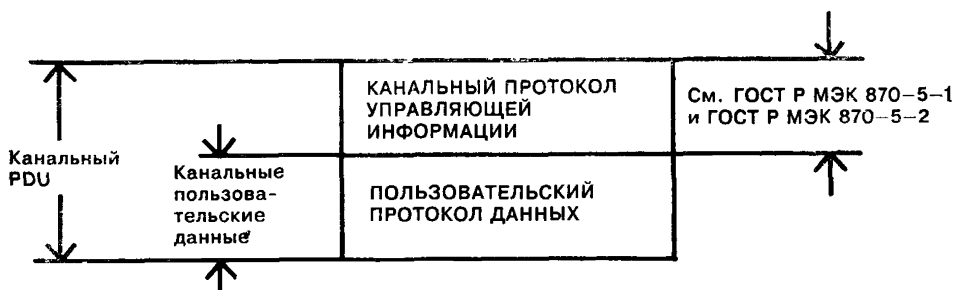 КАНАЛЬНЫЙ ПРОТОКОЛ
УПРАВЛЯЮЩЕЙ
ИНФОРМАЦИИ
См. ГОСТ Р МЭК 870-5-1
и ГОСТ Р МЭК 870-5-2
Канальный
PDU
Канальные
пользова-
тельские
данные
ПОЛЬЗОВАТЕЛЬСКИЙ
ПРОТОКОЛ ДАННЫХ